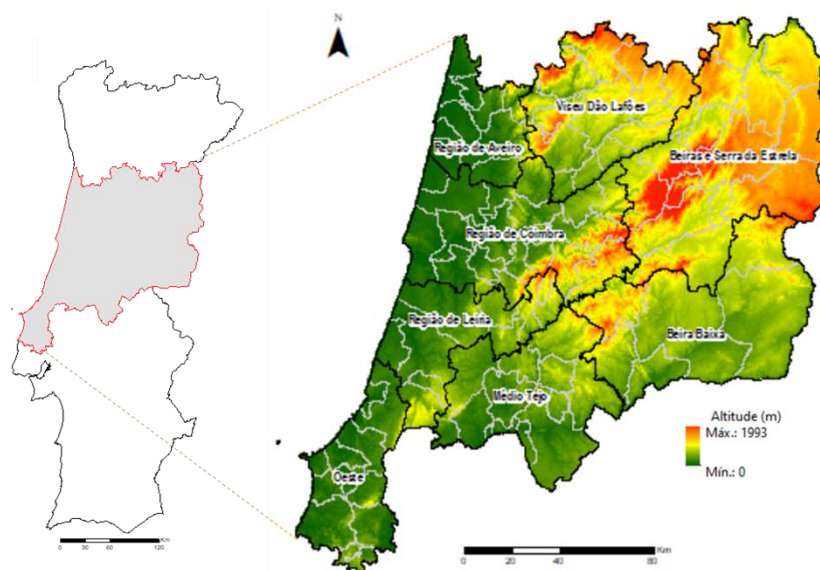 N
Viseu Dão Lafões
Região de Aveiro
Beiras e Serra da Estrela
Região de Coimbra
Região de Leiria
Beira Baixa
Médio Tejo
Oeste
Altitude (m)
Máx.: 1993
Mín.: 0
Km
0 30 60 120
Km
0 20 40 80